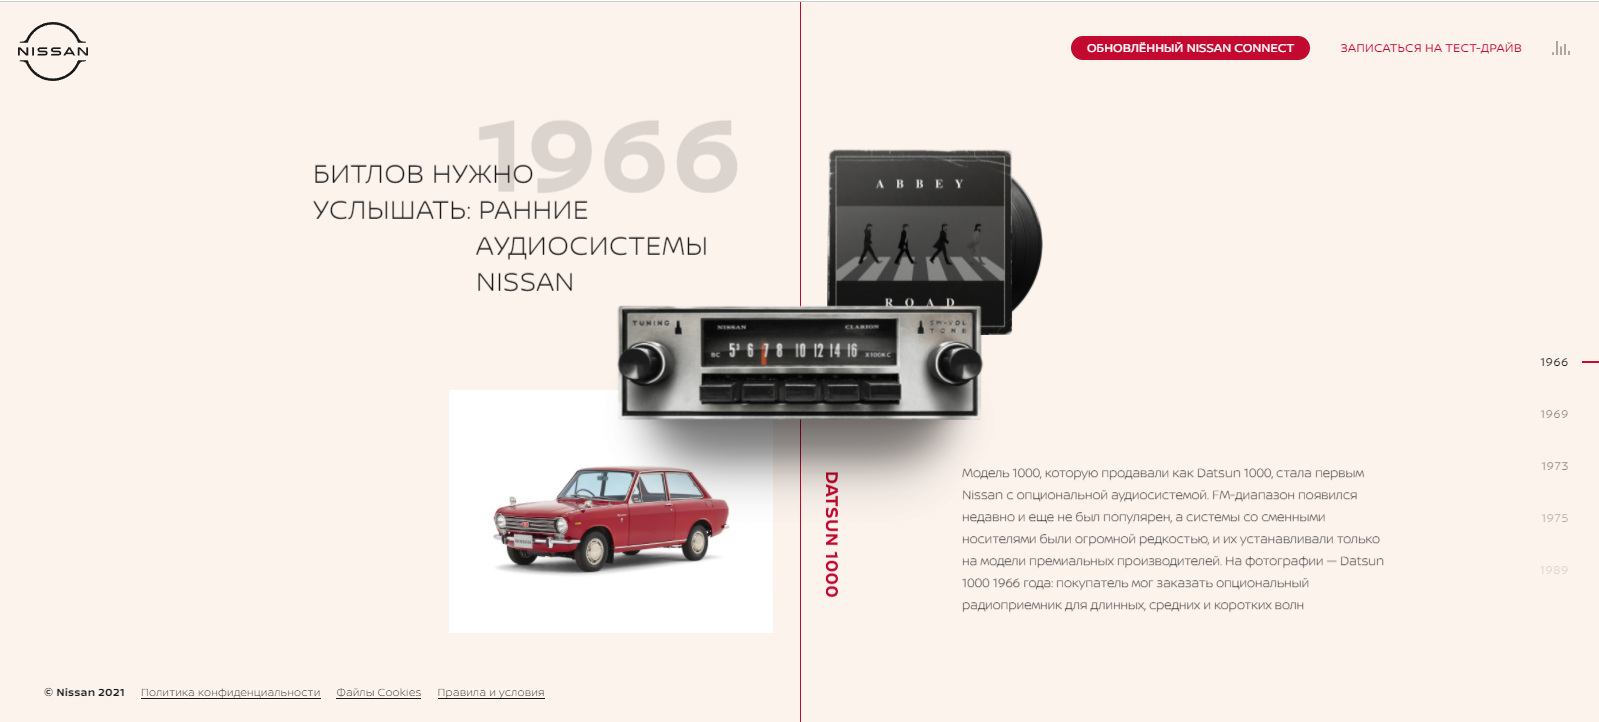 NISSAN
ОБНОВЛЁННЫЙ NISSAN CONNECT
ЗАПИСАТЬСЯ НА ТЕСТ-ДРАЙВ
1966
БИТЛОВ НУЖНО
УСЛЫШАТЬ: РАННИЕ
АУДИОСИСТЕМЫ
NISSAN
ABBEY
ROAD
TUNING
NISSAN
CLARION
TONE
BC 5³ 6 7 8 10 12 14 16 X100KC
DATSUN 1000
Модель 1000, которую продавали как Datsun 1000, стала первым
Nissan с опциональной аудиосистемой. FM-диапазон появился
недавно и еще не был популярен, а системы со сменными
носителями были огромной редкостью, и их устанавливали только
на модели премиальных производителей. На фотографии — Datsun
1000 1966 года: покупатель мог заказать опциональный
радиоприемник для длинных, средних и коротких волн
1966
1969
1973
1975
1989
© Nissan 2021
Политика конфиденциальности
Файлы Cookies
Правила и условия